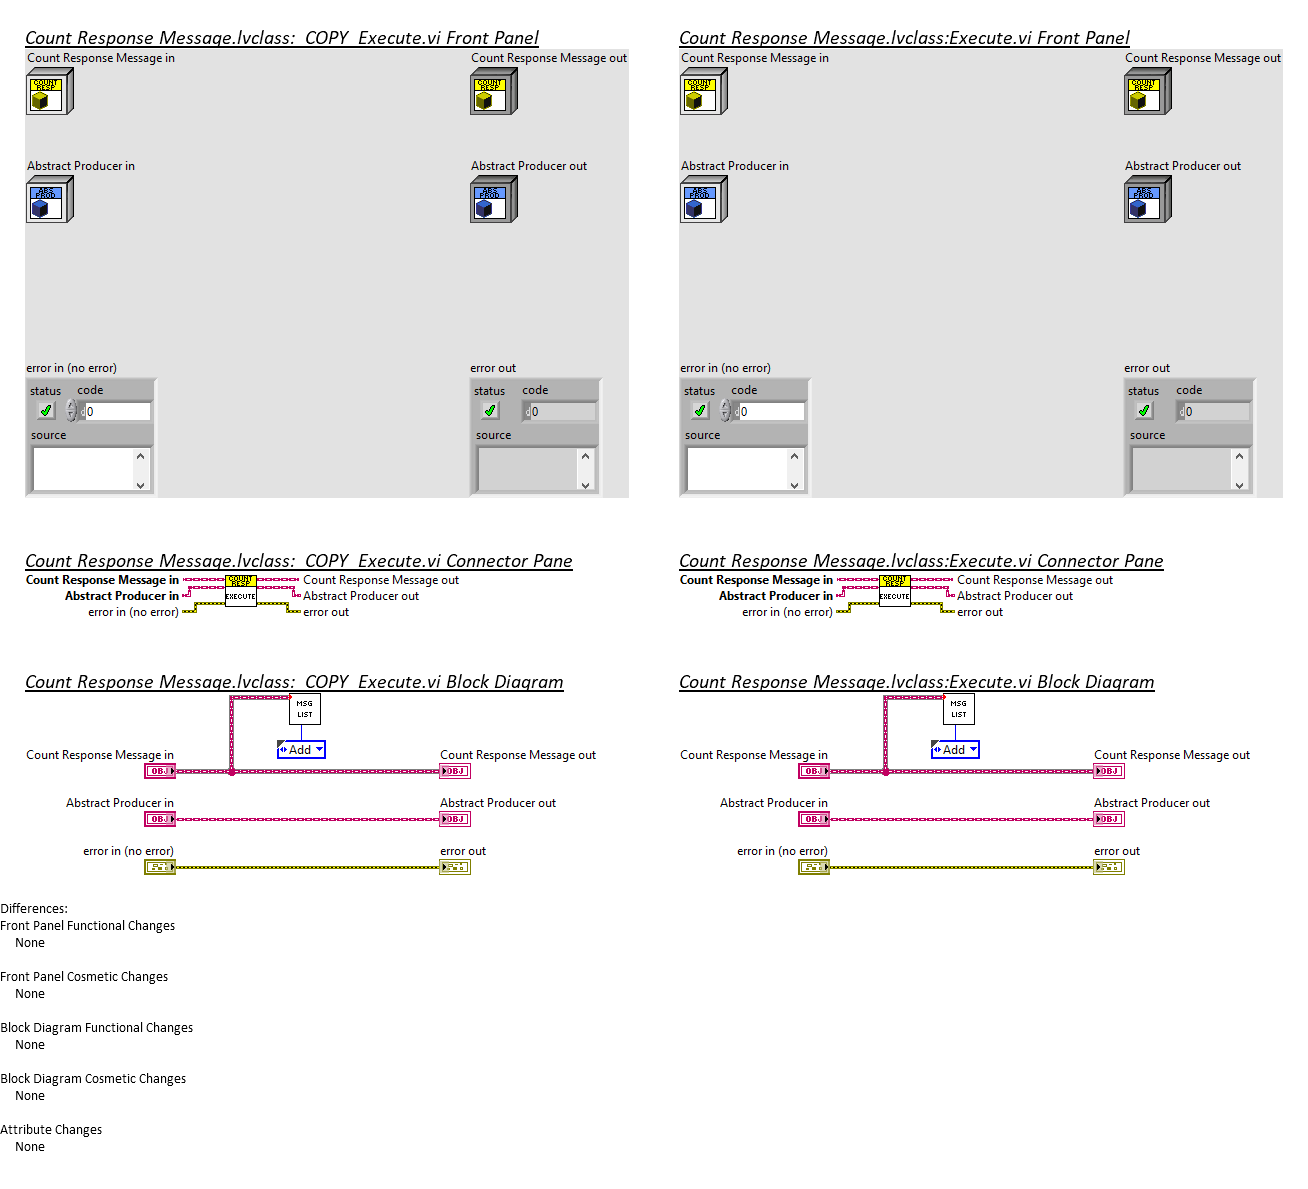 Count Response Message.lvclass:_COPY_Execute.vi Front Panel
Count Response Message in
Count Response Message out
COUNT RESP
COUNT RESP
Abstract Producer in
Abstract Producer out
ABS PROD
ABS PROD
error in (no error)
error out
status code
status code
d0
d0
source
source
Count Response Message.lvclass:Execute.vi Front Panel
Count Response Message in
Count Response Message out
COUNT RESP
COUNT RESP
Abstract Producer in
Abstract Producer out
ABS PROD
ABS PROD
error in (no error)
error out
status code
status code
d0
d0
source
source
Count Response Message.lvclass:_COPY_Execute.vi Connector Pane
Count Response Message in
COUNT RESP
Count Response Message out
Abstract Producer in
EXECUTE
Abstract Producer out
error in (no error)
error out
Count Response Message.lvclass:Execute.vi Connector Pane
Count Response Message in
COUNT RESP
Count Response Message out
Abstract Producer in
EXECUTE
Abstract Producer out
error in (no error)
error out
Count Response Message.lvclass:_COPY_Execute.vi Block Diagram
MSG
LIST
Add
Count Response Message in
Count Response Message out
OBJ
OBJ
Abstract Producer in
Abstract Producer out
OBJ
OBJ
error in (no error)
error out
Count Response Message.lvclass:Execute.vi Block Diagram
MSG
LIST
Add
Count Response Message in
Count Response Message out
OBJ
OBJ
Abstract Producer in
Abstract Producer out
OBJ
OBJ
error in (no error)
error out
Differences:
Front Panel Functional Changes
None
Front Panel Cosmetic Changes
None
Block Diagram Functional Changes
None
Block Diagram Cosmetic Changes
None
Attribute Changes
None